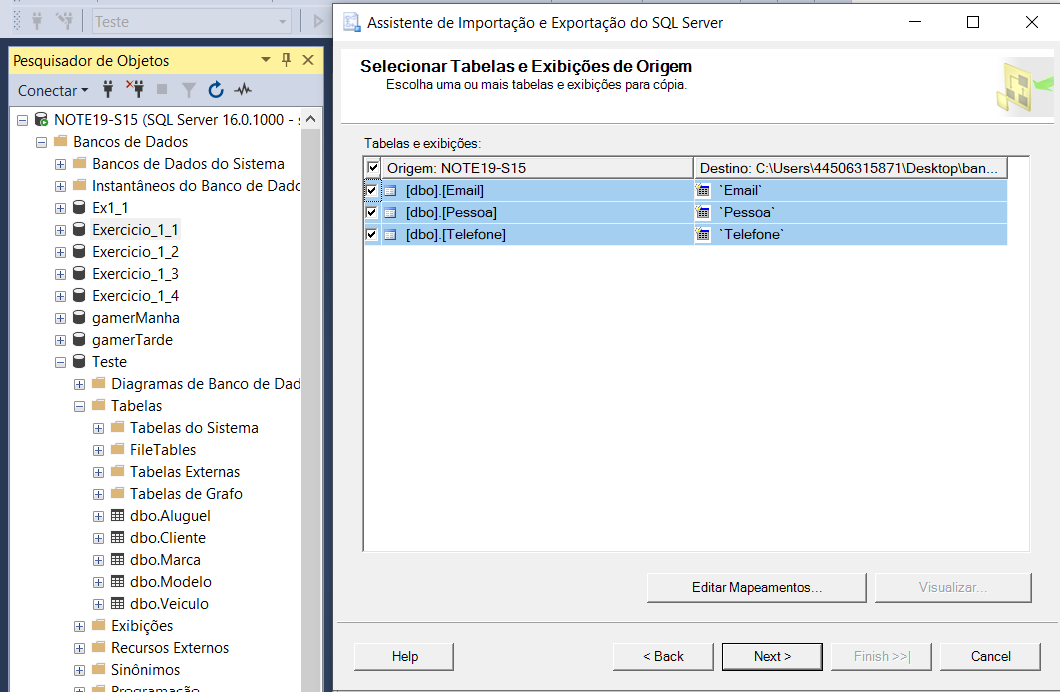 Teste
Pesquisador de Objetos
Conectar
NOTE19-S15 (SQL Server 16.0.1000 -
Bancos de Dados
Bancos de Dados do Sistema
Instantâneos do Banco de Dado
Ex1_1
Exercicio_1_1
Exercicio_1_2
Exercicio_1_3
Exercicio_1_4
gamerManha
gamerTarde
Teste
Diagramas de Banco de Dad
Tabelas
Tabelas do Sistema
FileTables
Tabelas Externas
Tabelas de Grafo
dbo.Aluguel
dbo.Cliente
dbo.Marca
dbo.Modelo
dbo.Veiculo
Exibições
Recursos Externos
Sinônimos
Programação
Assistente de Importação e Exportação do SQL Server
Selecionar Tabelas e Exibições de Origem
Escolha uma ou mais tabelas e exibições para cópia.
Tabelas e exibições:
Origem: NOTE19-S15 Destino: C:\Users\44506315871\Desktop\ban...
[dbo].[Email] `Email`
[dbo].[Pessoa] `Pessoa`
[dbo].[Telefone] `Telefone`
Editar Mapeamentos... Visualizar...
Help < Back Next > Finish >>| Cancel